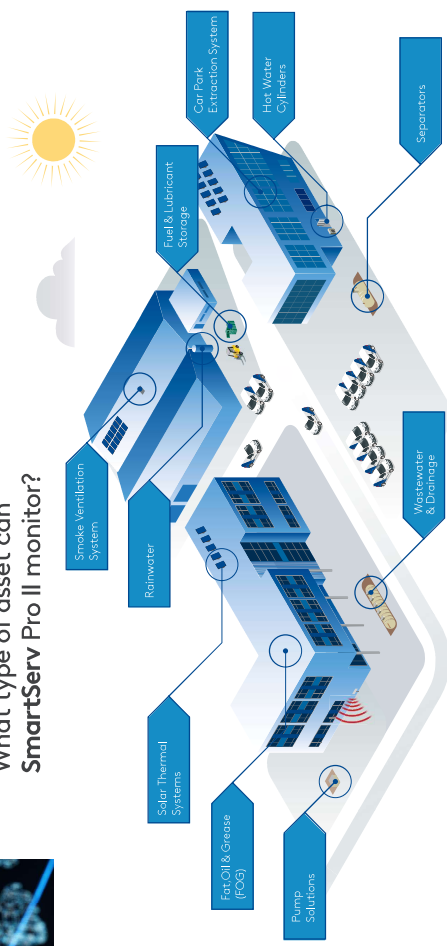 What type of asset can
SmartServ Pro II monitor?
Smoke Ventilation
System
Rainwater
Fuel & Lubricant
Storage
Car Park
Extraction System
Hot Water
Cylinders
Separators
Solar Thermal
Systems
Fat,Oil & Grease
(FOG)
Pump
Solutions
Wastewater
& Drainage